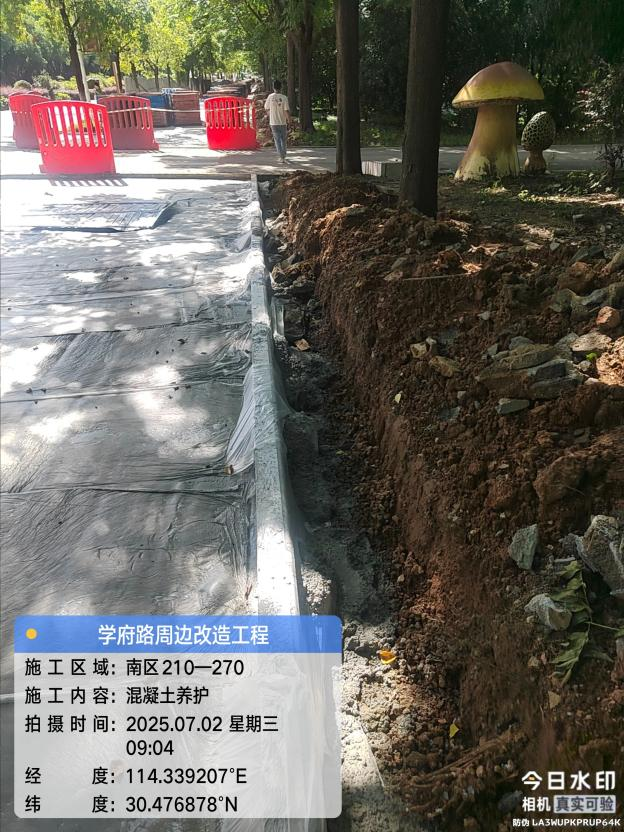 学府路周边改造工程
施工区域：南区210—270
施工内容：混凝土养护
拍摄时间：2025.07.02 星期三
09:04
经度：114.339207°E
纬度：30.476878°N
今日水印
相机 真实可验
防伪 LA3WUPKPRUP64K